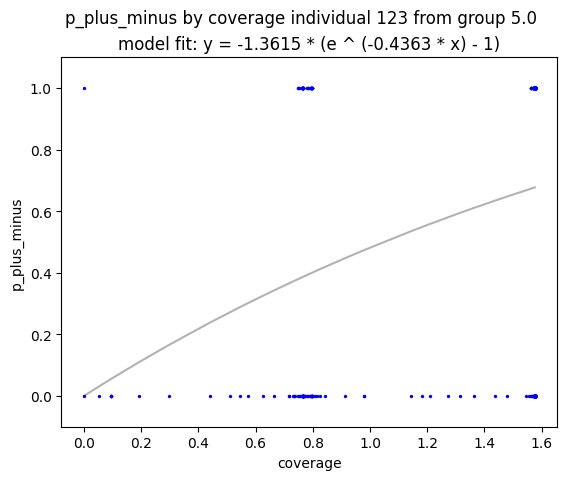 p_plus_minus by coverage individual 123 from group 5.0
model fit: y = -1.3615 * (e ^ (-0.4363 * x) - 1)
1.0
0.8
0.6
0.4
0.2
0.0
p_plus_minus
0.0 0.2 0.4 0.6 0.8 1.0 1.2 1.4 1.6
coverage